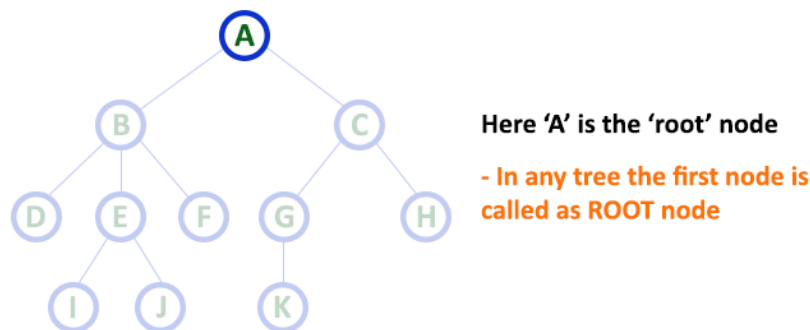 A
B C
Here ‘A’ is the ‘root’ node
- In any tree the first node is
called as ROOT node
D E F G H
I J K